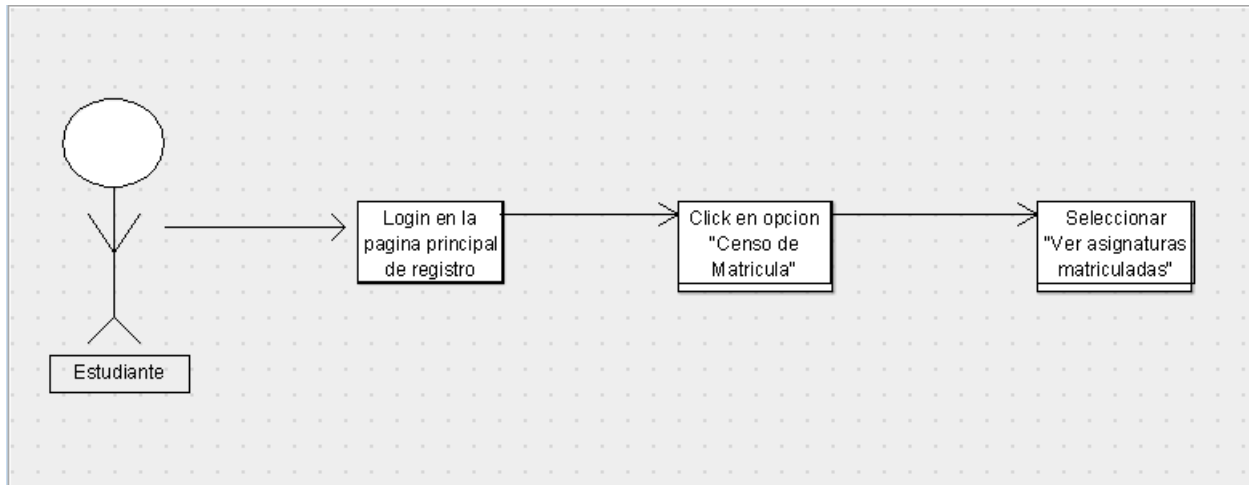 Estudiante
Login en la
pagina principal
de registro
Click en opcion
"Censo de
Matricula"
Seleccionar
"Ver asignaturas
matriculadas"